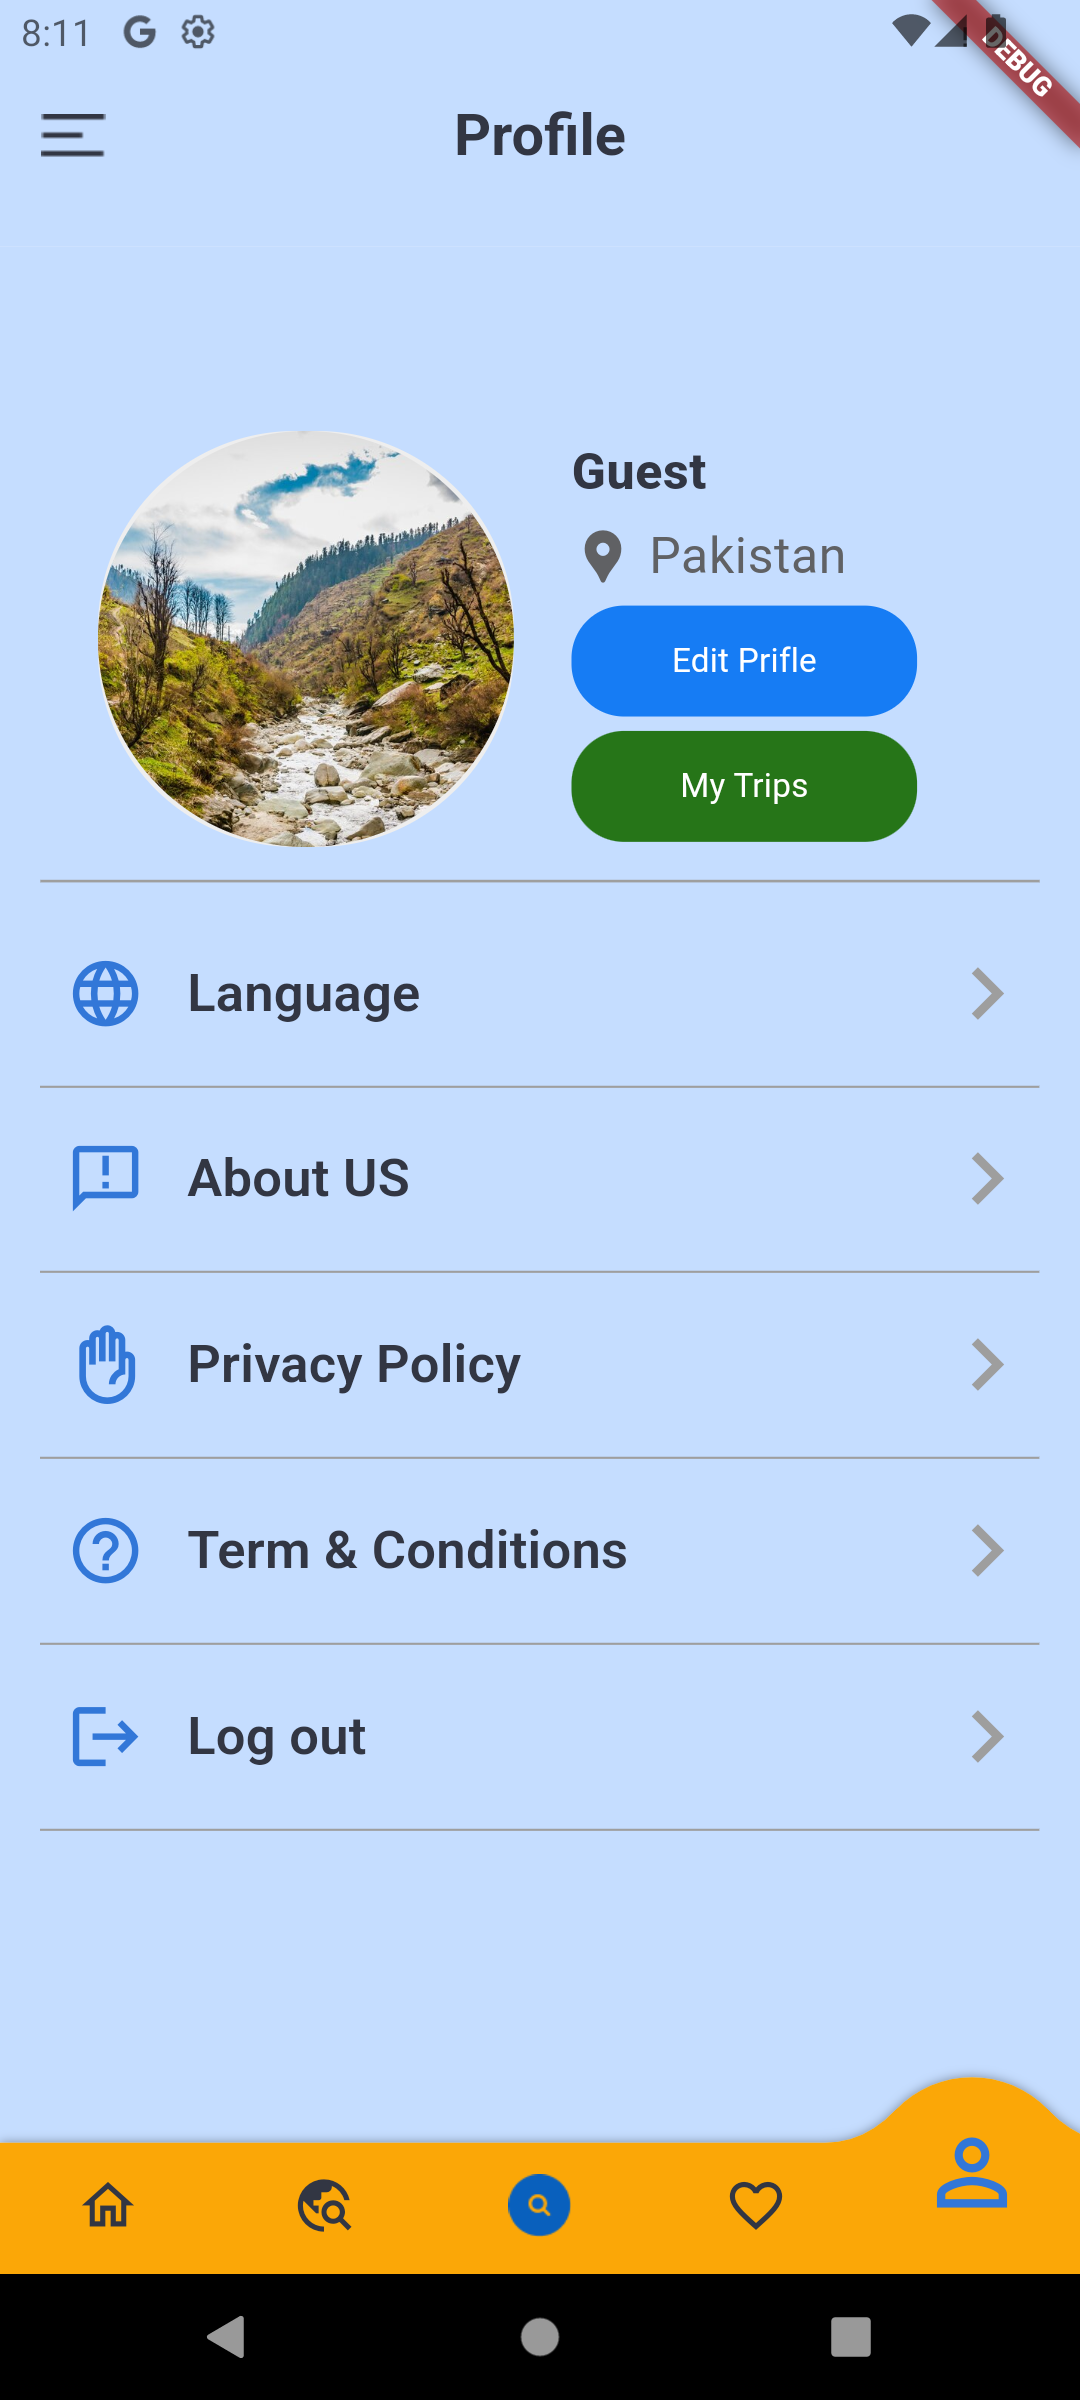 8:11
DEBUG
Profile
Guest
Pakistan
Edit Prifle
My Trips
Language
About US
Privacy Policy
Term & Conditions
Log out